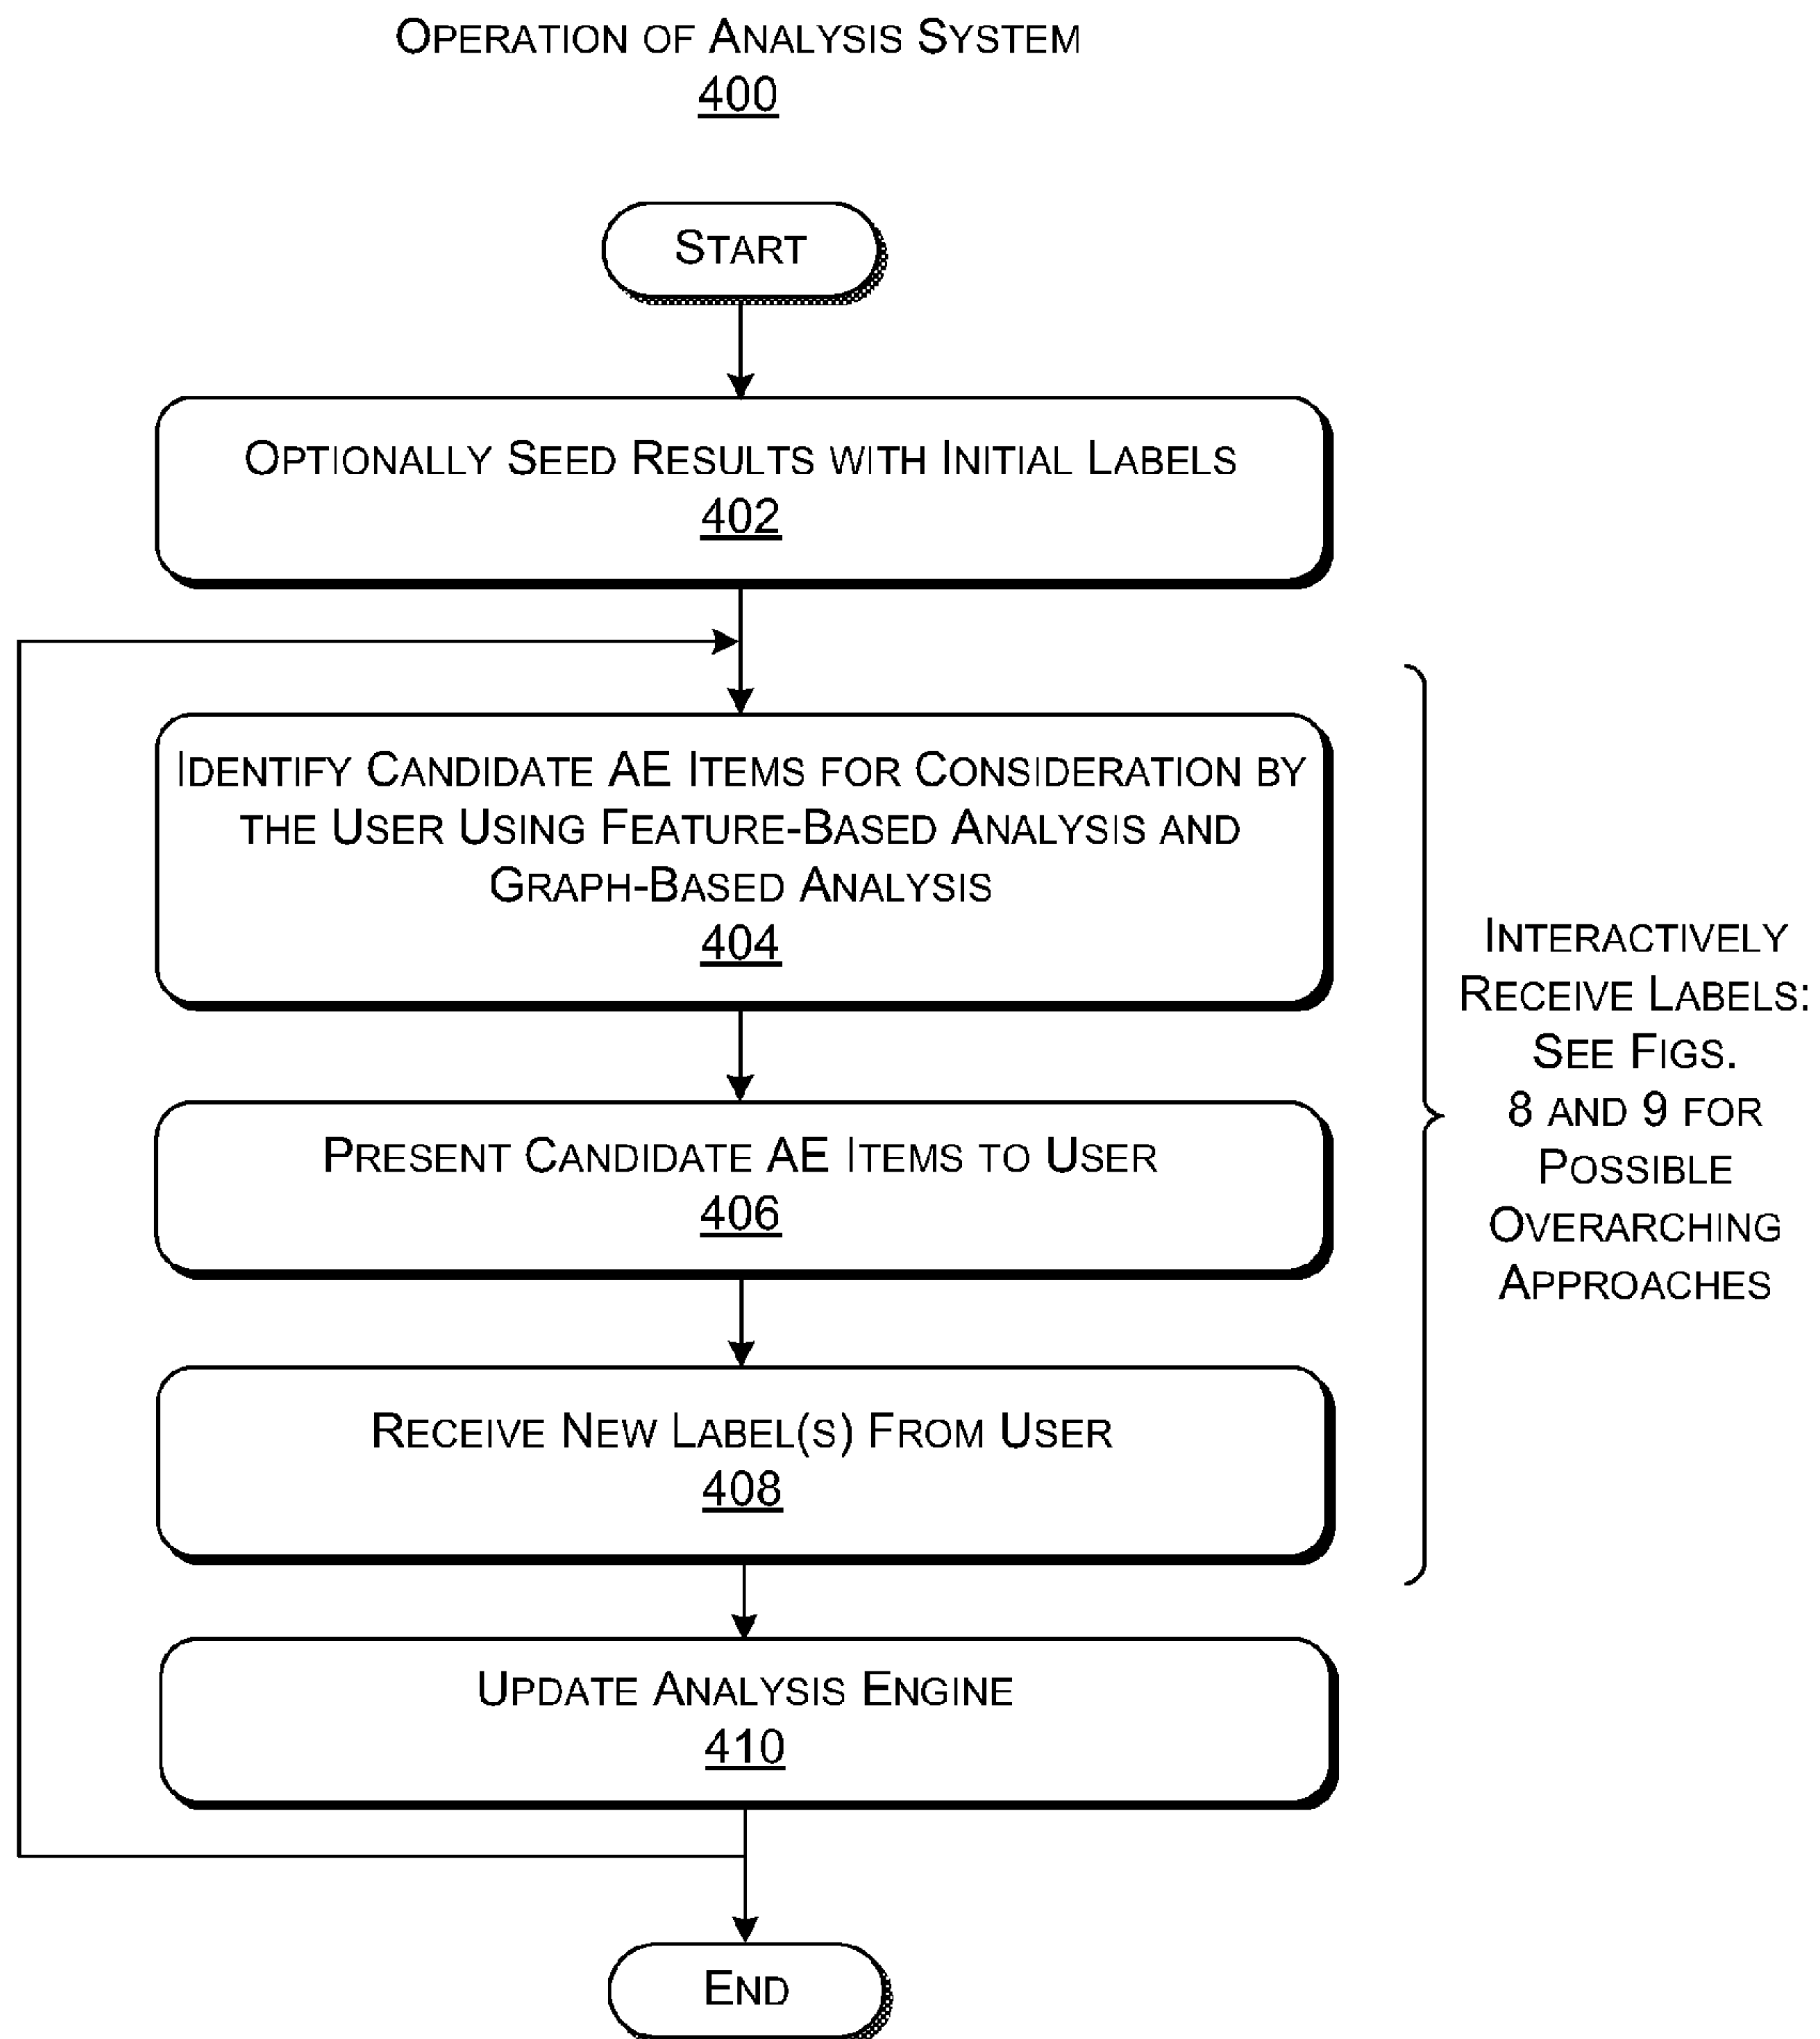 OPERATION OF ANALYSIS SYSTEM
400
START
OPTIONALLY SEED RESULTS WITH INITIAL LABELS
402
IDENTIFY CANDIDATE AE ITEMS FOR CONSIDERATION BY
THE USER USING FEATURE-BASED ANALYSIS AND
GRAPH-BASED ANALYSIS
404
PRESENT CANDIDATE AE ITEMS TO USER
406
RECEIVE NEW LABEL(S) FROM USER
408
INTERACTIVELY
RECEIVE LABELS:
SEE FIGS.
8 AND 9 FOR
POSSIBLE
OVERARCHING
APPROACHES
UPDATE ANALYSIS ENGINE
410
END